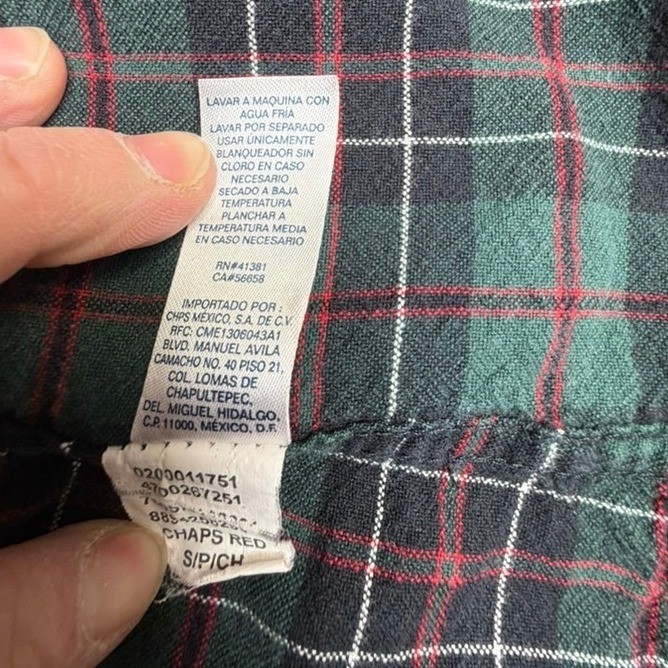 LAVAR A MAQUINA CON
AGUA FRÍA
LAVAR POR SEPARADO
USAR ÚNICAMENTE
BLANQUEADOR SIN
CLORO EN CASO
NECESARIO
SECADO A BAJA
TEMPERATURA
PLANCHAR A
TEMPERATURA MEDIA
EN CASO NECESARIO
RN#41381
CA#56658
IMPORTADO POR:
CHPS MÉXICO, S.A. DE C.V.
RFC: CME1306043A1
BLVD. MANUEL AVILA
CAMACHO NO. 40 PISO 21,
COL. LOMAS DE
CHAPULTEPEC,
DEL. MIGUEL HIDALGO,
C.P. 11000, MÉXICO, D.F.
0200011751
4700267251
CHAPS RED
S/P/CH